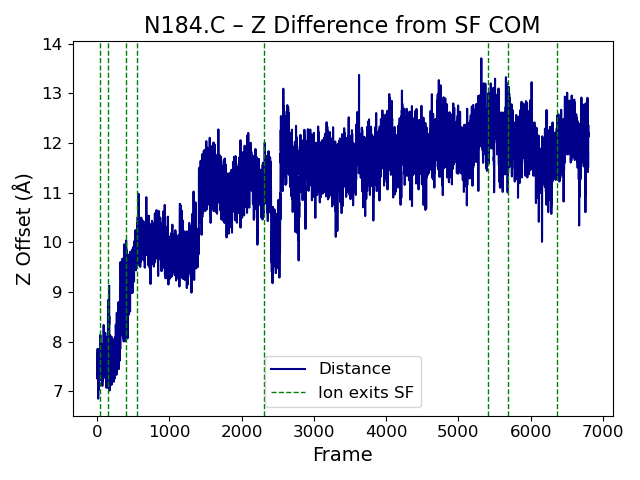 N184.C – Z Difference from SF COM
Z Offset (Å)
14
13
12
11
10
9
8
7
Distance
Ion exits SF
0 1000 2000 3000 4000 5000 6000 7000
Frame